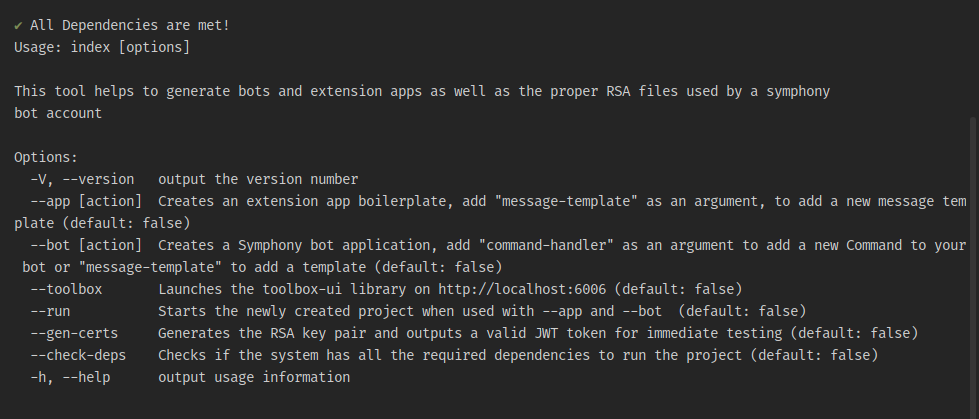 ✔ All Dependencies are met!
Usage: index [options]
This tool helps to generate bots and extension apps as well as the proper RSA files used by a symphony
bot account
Options:
  -V, --version   output the version number
  --app [action]  Creates an extension app boilerplate, add "message-template" as an argument, to add a new message tem
plate (default: false)
  --bot [action]  Creates a Symphony bot application, add "command-handler" as an argument to add a new Command to your
 bot or "message-template" to add a template (default: false)
  --toolbox       Launches the toolbox-ui library on http://localhost:6006 (default: false)
  --run           Starts the newly created project when used with --app and --bot  (default: false)
  --gen-certs     Generates the RSA key pair and outputs a valid JWT token for immediate testing (default: false)
  --check-deps    Checks if the system has all the required dependencies to run the project (default: false)
  -h, --help      output usage information